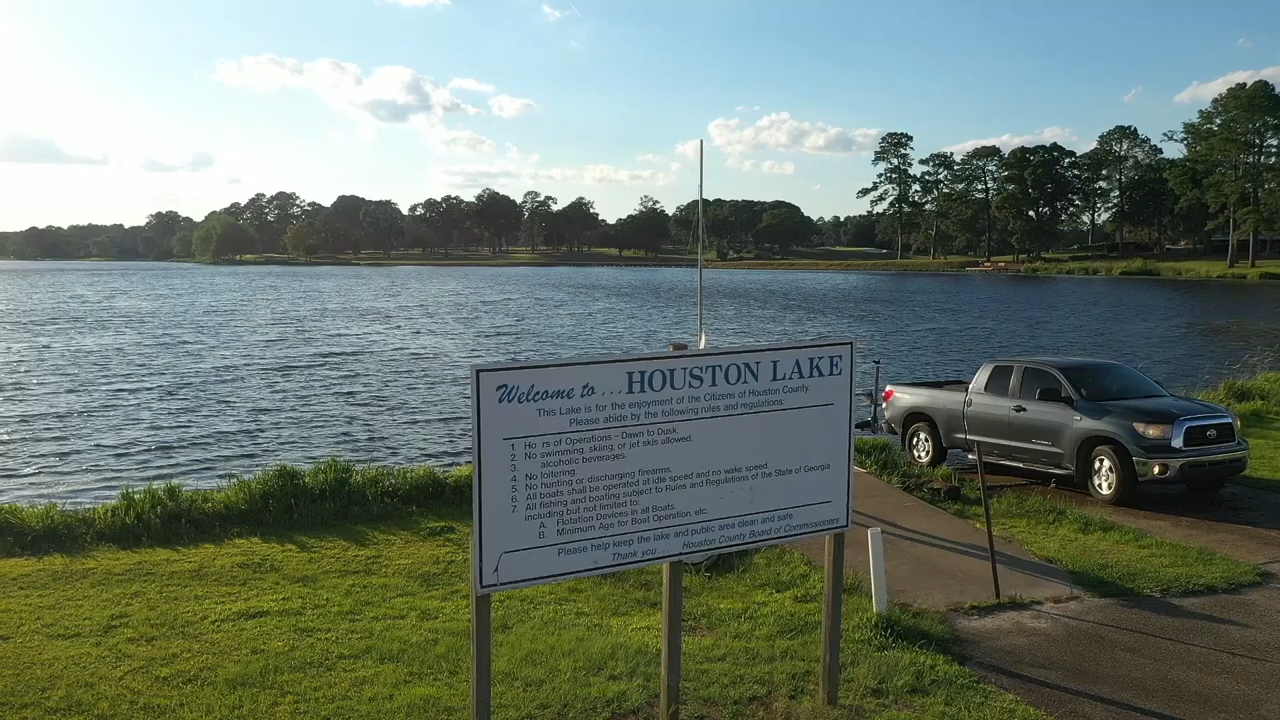 Welcome to... HOUSTON LAKE
This Lake is for the enjoyment of the Citizens of Houston County.
Please abide by the following rules and regulations:
1. Ho rs of Operations - Dawn to Dusk.
2. No swimming, skiing, or jet skis allowed.
3. alcoholic beverages.
4. No loitering.
5. No hunting or discharging firearms.
6. All boats shall be operated at idle speed and no wake speed.
7. All fishing and boating subject to Rules and Regulations of the State of Georgia
including but not limited to:
A. Flotation Devices in all Boats.
B. Minimum Age for Boat Operation, etc.
Please help keep the lake and public area clean and safe.
Thank you... Houston County Board of Commissioners